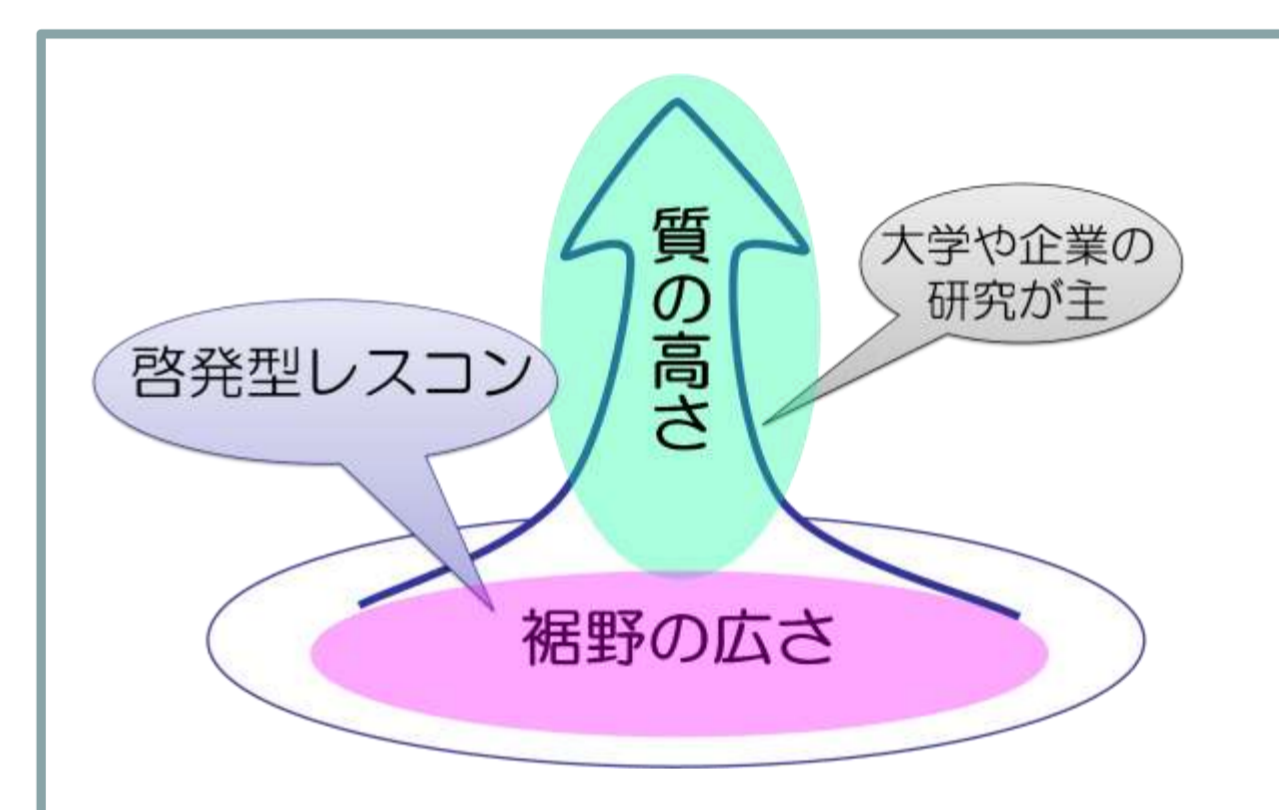 質の高さ
大学や企業の
研究が主
啓発型レスコン
裾野の広さ